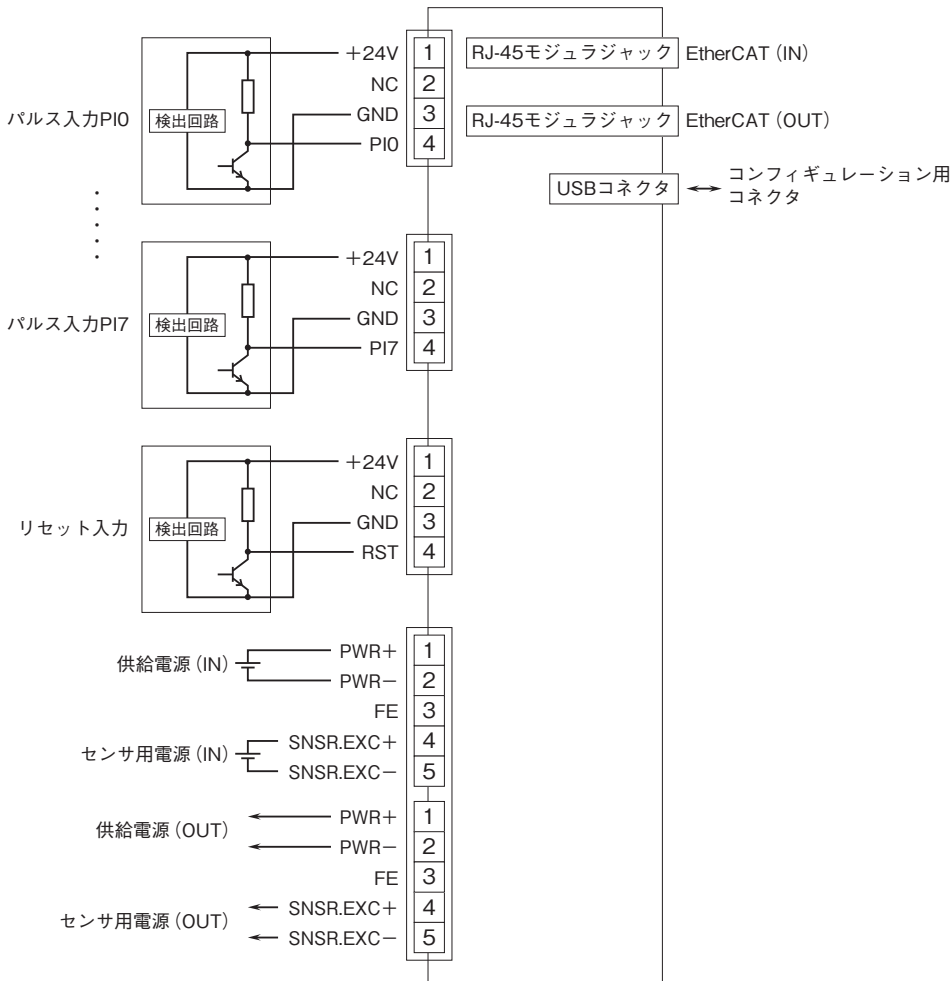 パルス入力PI0
検出回路
+24V 1
NC 2
GND 3
PI0 4
RJ-45モジュラジャック EtherCAT (IN)
RJ-45モジュラジャック EtherCAT (OUT)
USBコネクタ
コンフィギュレーション用
コネクタ
パルス入力PI7
検出回路
+24V 1
NC 2
GND 3
PI7 4
リセット入力
検出回路
+24V 1
NC 2
GND 3
RST 4
供給電源 (IN)
PWR+ 1
PWR− 2
FE 3
センサ用電源 (IN)
SNSR.EXC+ 4
SNSR.EXC− 5
供給電源 (OUT)
PWR+ 1
PWR− 2
FE 3
センサ用電源 (OUT)
SNSR.EXC+ 4
SNSR.EXC− 5